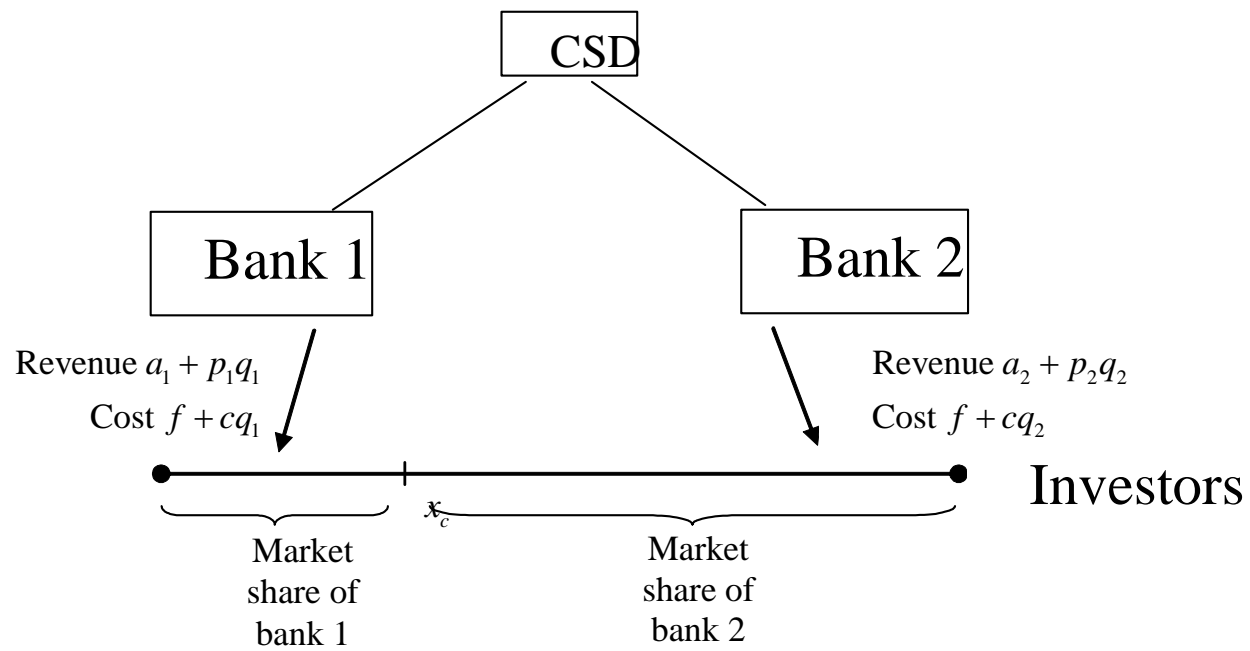 CSD
Bank 1
Bank 2
Revenue a₁ + p₁q₁
Cost f + cq₁
Revenue a₂ + p₂q₂
Cost f + cq₂
Investors
x_c
Market
share of
bank 1
Market
share of
bank 2